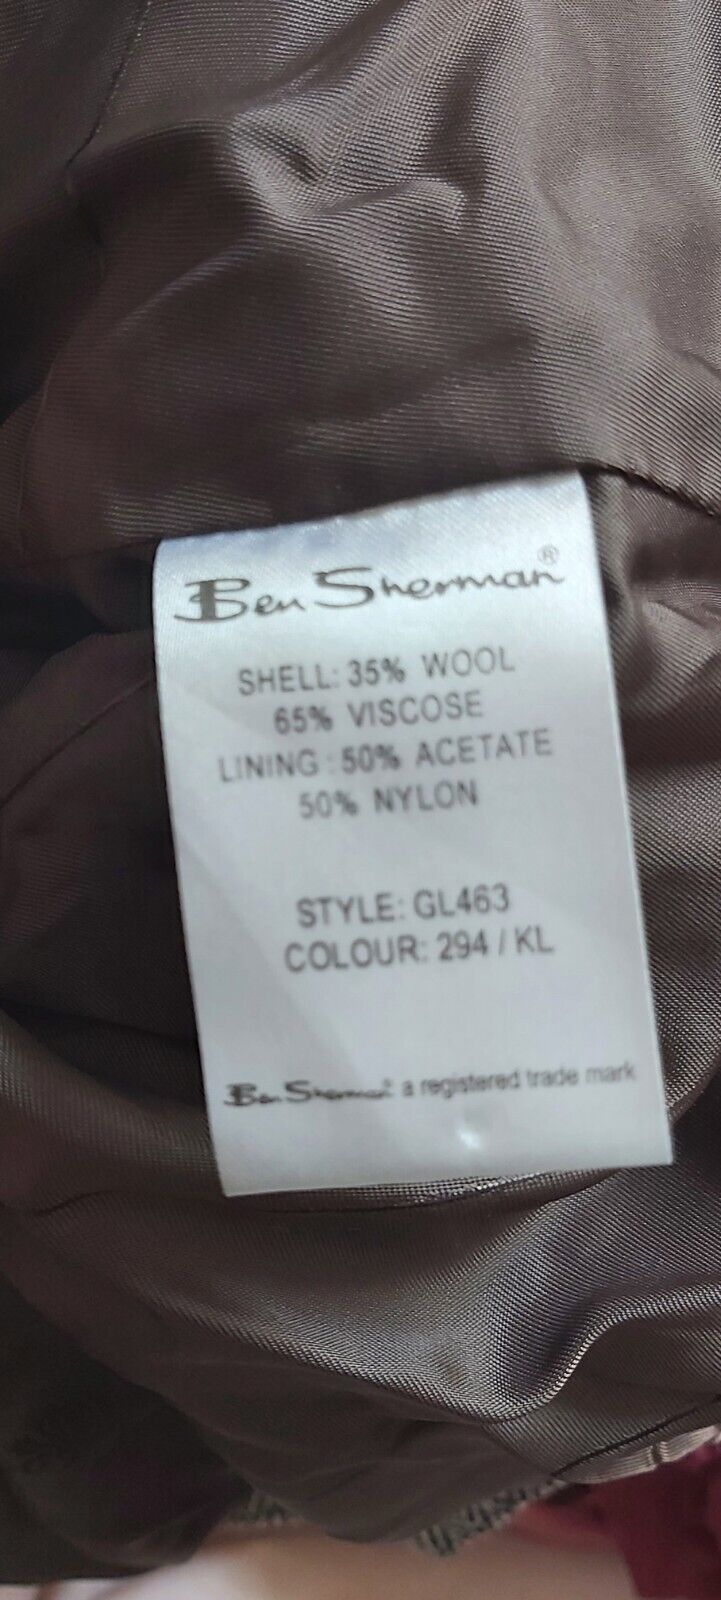 Ben Sherman®
SHELL: 35% WOOL
65% VISCOSE
LINING : 50% ACETATE
50% NYLON
STYLE: GL463
COLOUR: 294 / KL
Ben Sherman a registered trade mark